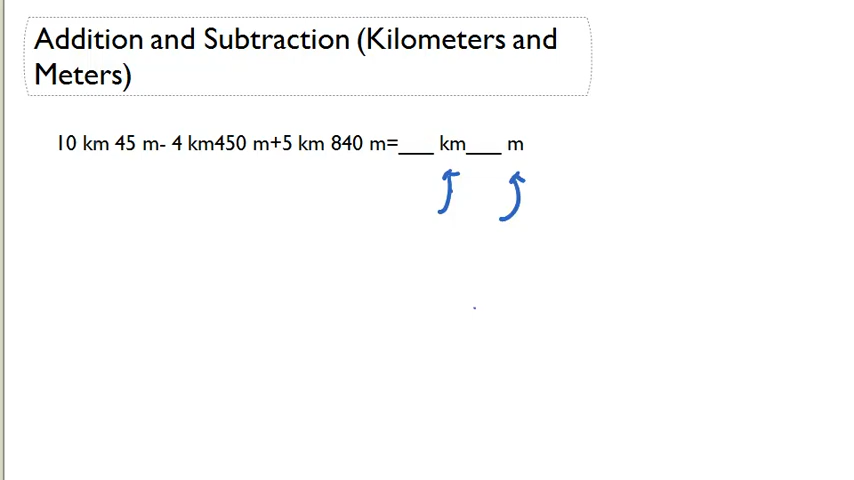 Addition and Subtraction (Kilometers and
Meters)
10 km 45 m- 4 km450 m+5 km 840 m=___ km___ m